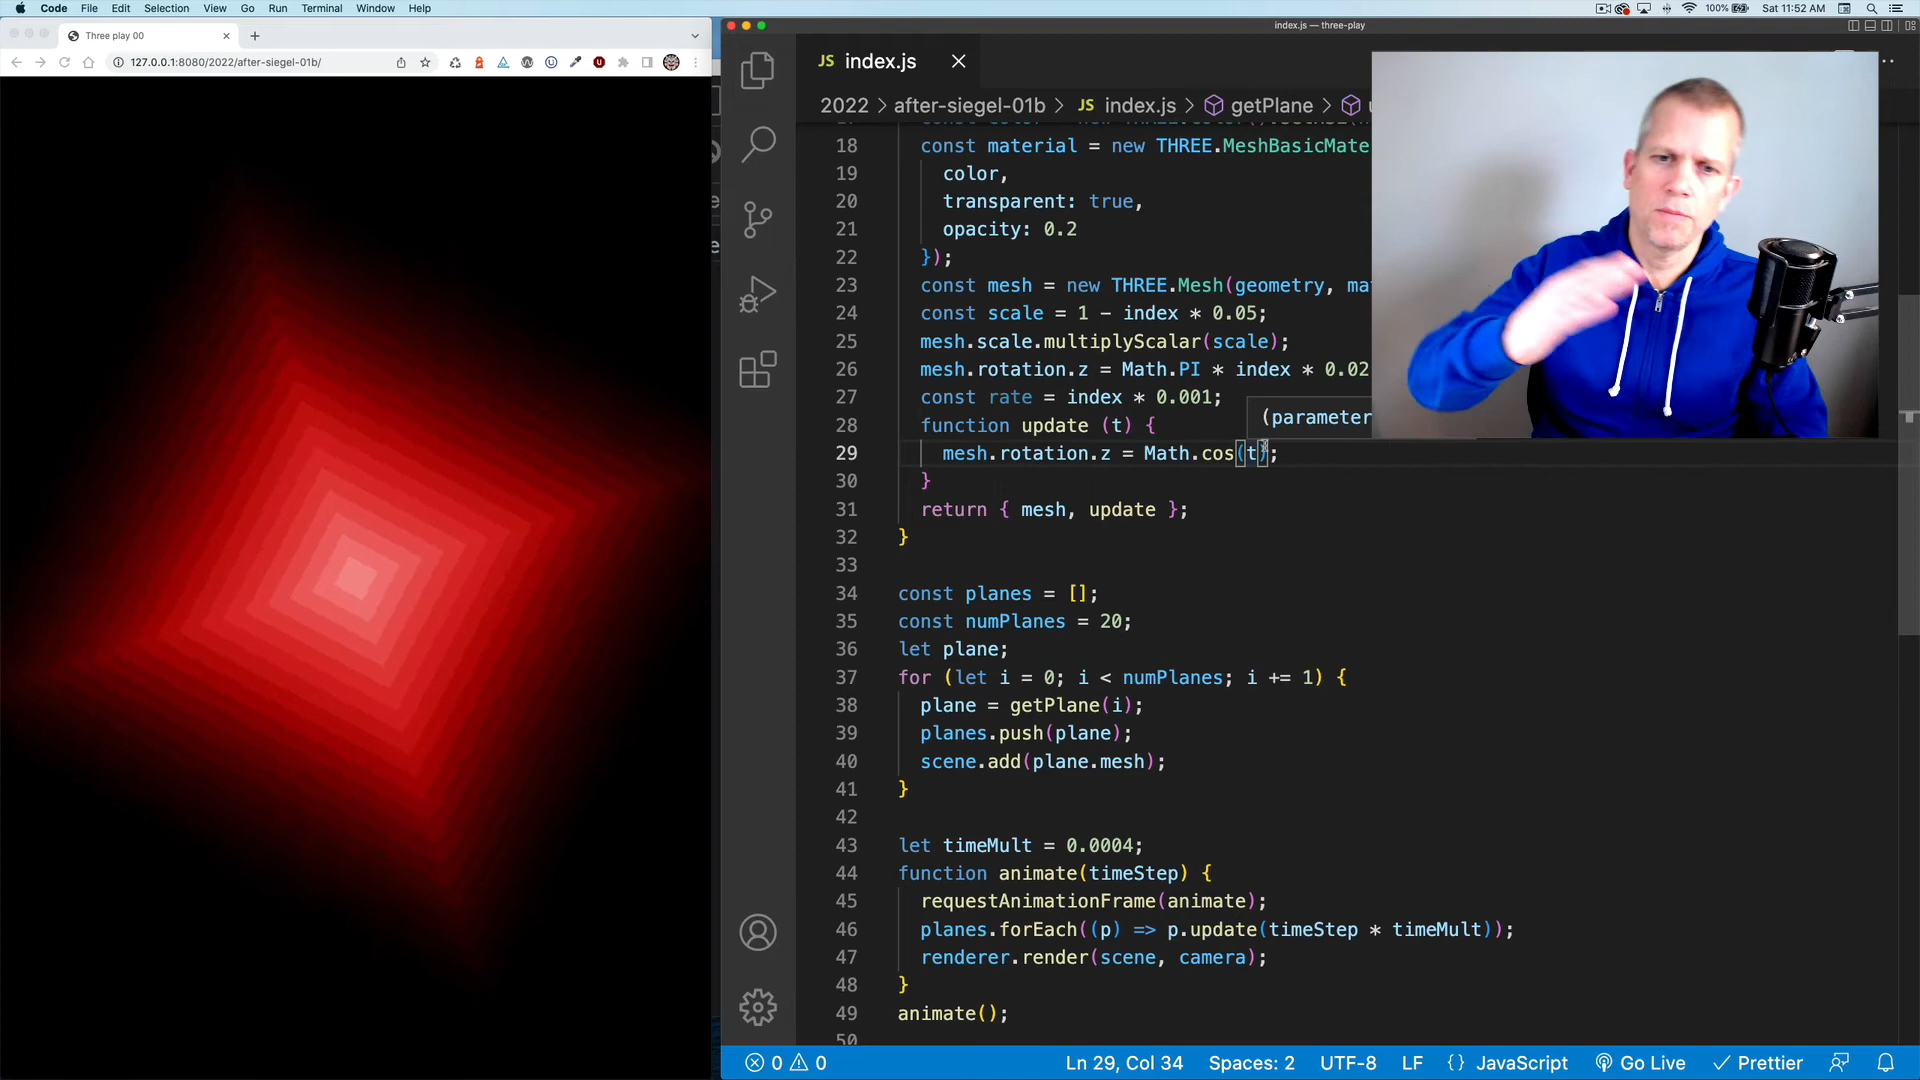 Code File Edit Selection View Go Run Terminal Window Help
100% Sat 11:52 AM
Three play 00
127.0.0.1:8080/2022/after-siegel-01b/
index.js — three-play
JS index.js
2022 > after-siegel-01b > JS index.js > getPlane >
18 const material = new THREE.MeshBasicMate
19 color,
20 transparent: true,
21 opacity: 0.2
22 });
23 const mesh = new THREE.Mesh(geometry, ma
24 const scale = 1 - index * 0.05;
25 mesh.scale.multiplyScalar(scale);
26 mesh.rotation.z = Math.PI * index * 0.02
27 const rate = index * 0.001;
(parameter
28 function update (t) {
29 mesh.rotation.z = Math.cos(t);
30 }
31 return { mesh, update };
32 }
33
34 const planes = [];
35 const numPlanes = 20;
36 let plane;
37 for (let i = 0; i < numPlanes; i += 1) {
38 plane = getPlane(i);
39 planes.push(plane);
40 scene.add(plane.mesh);
41 }
42
43 let timeMult = 0.0004;
44 function animate(timeStep) {
45 requestAnimationFrame(animate);
46 planes.forEach((p) => p.update(timeStep * timeMult));
47 renderer.render(scene, camera);
48 }
49 animate();
50
0 0 Ln 29, Col 34 Spaces: 2 UTF-8 LF {} JavaScript Go Live Prettier